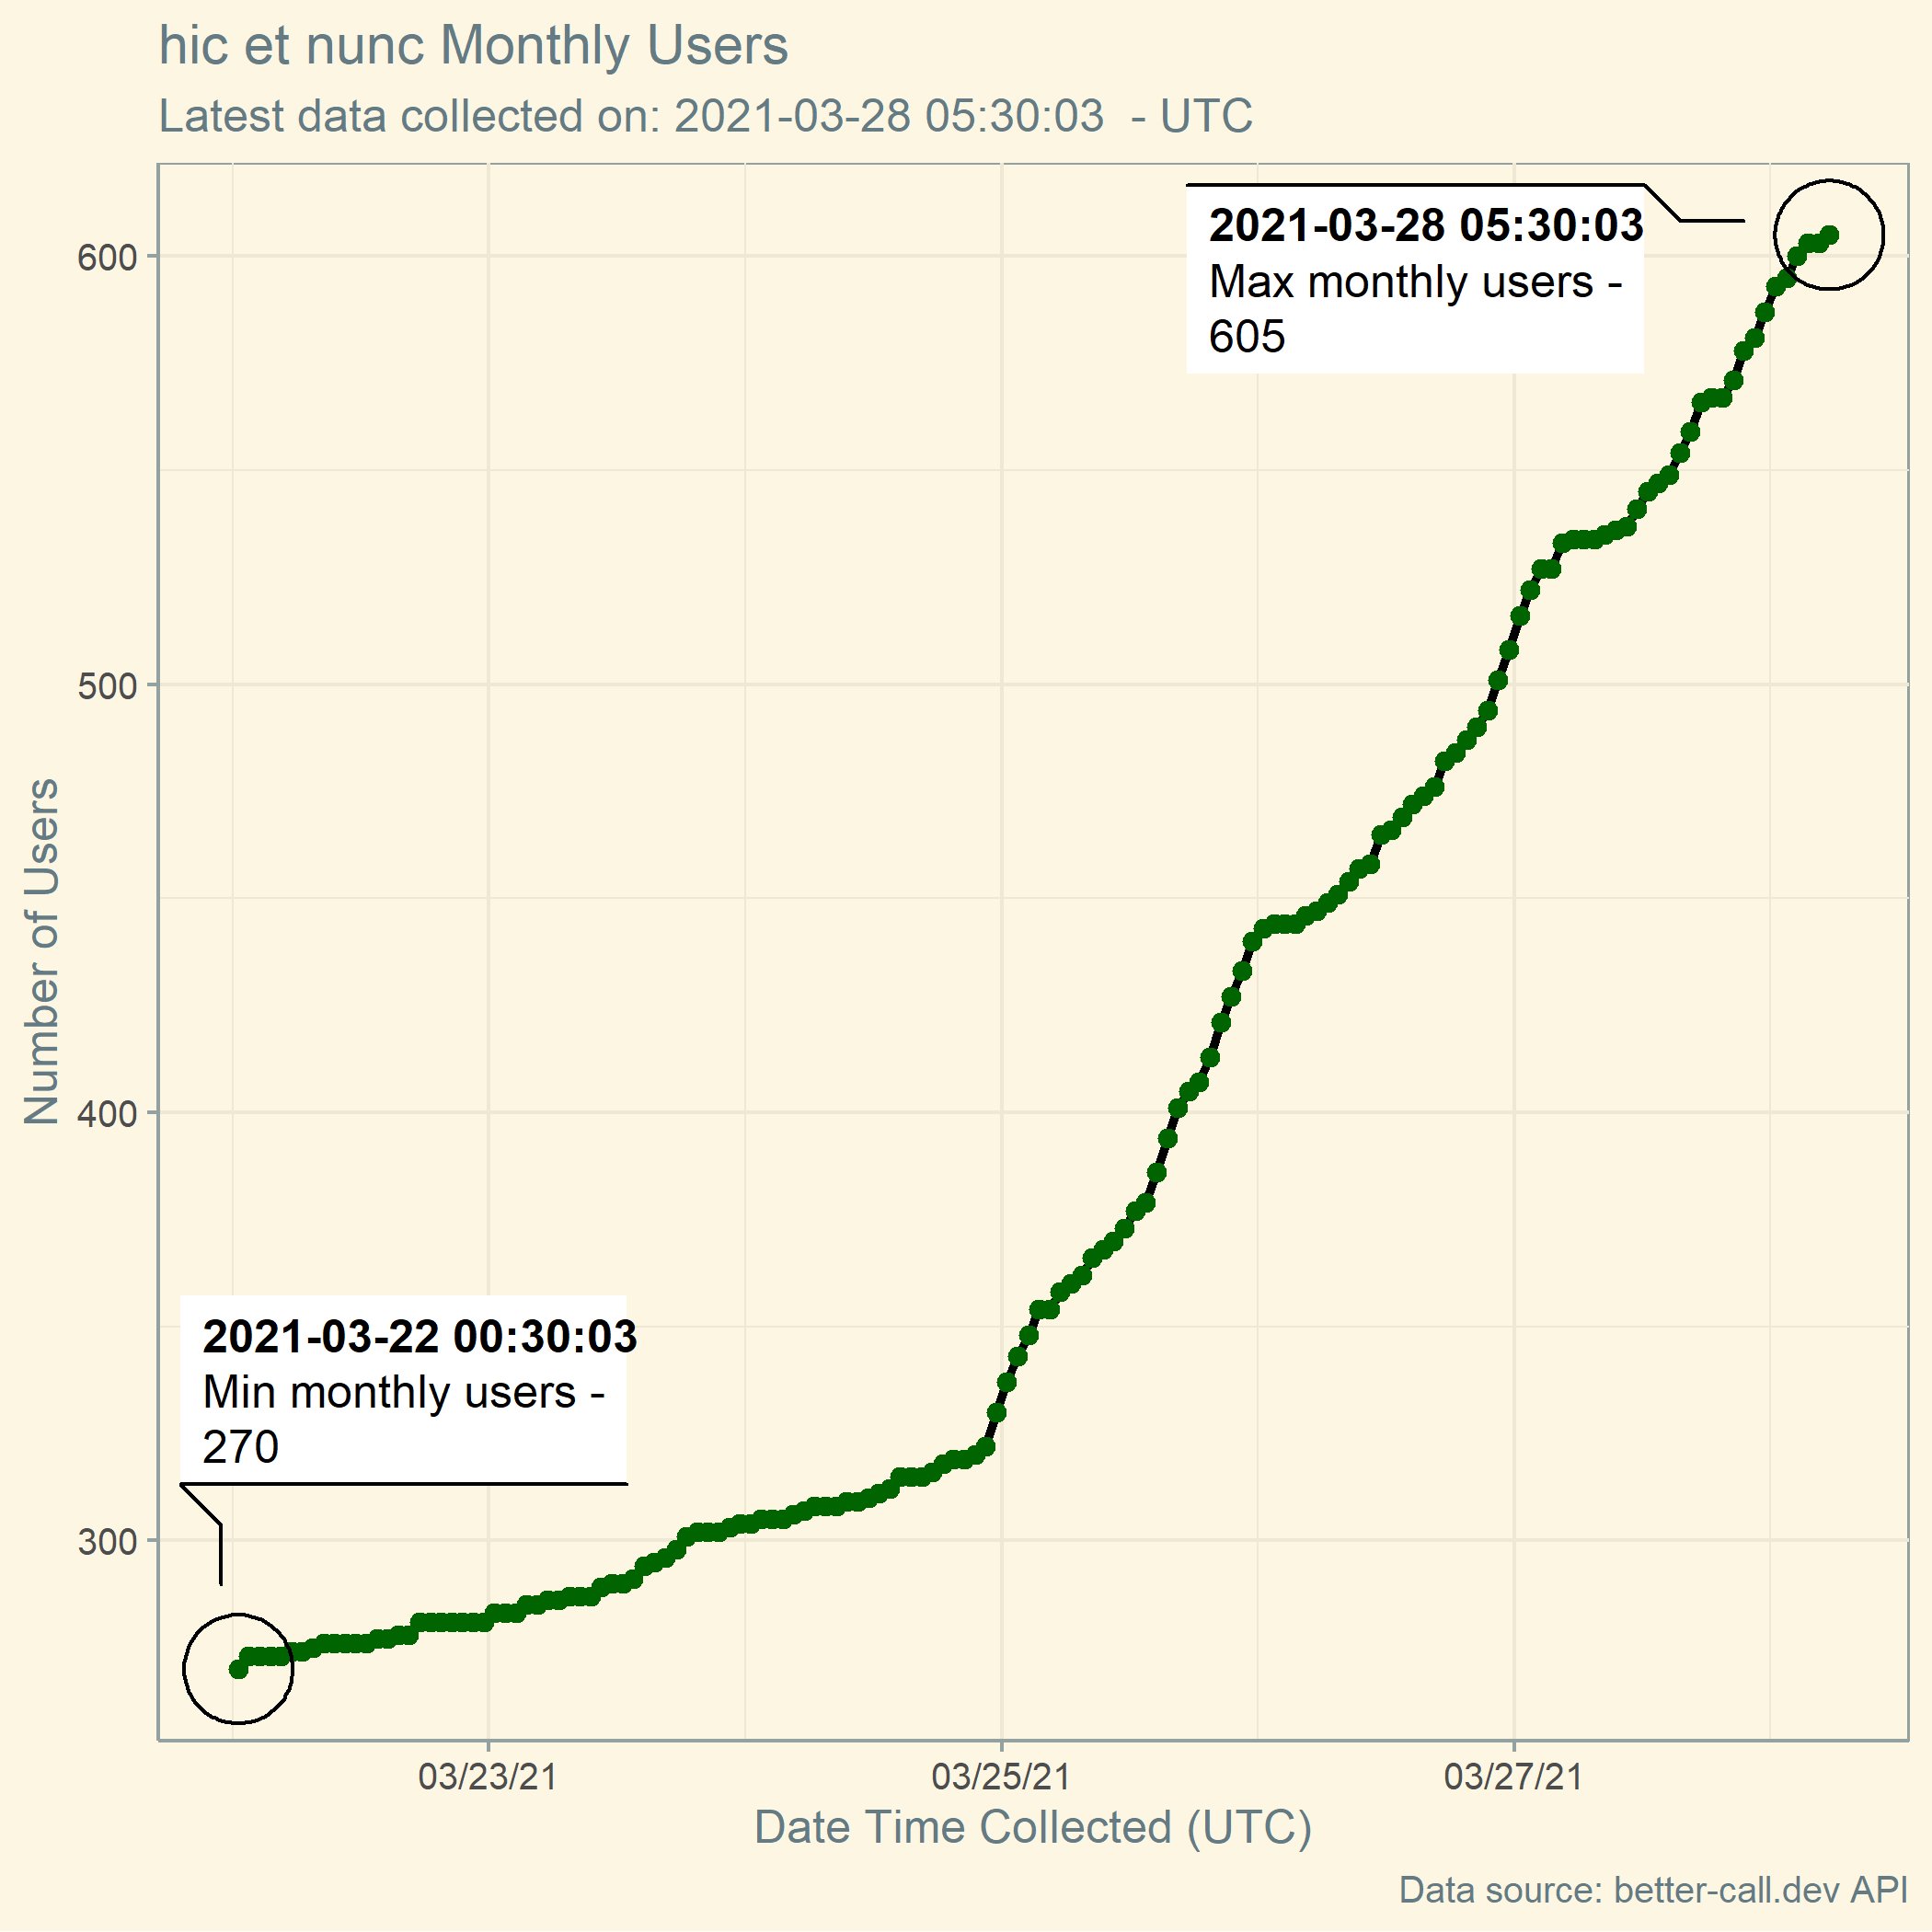 hic et nunc Monthly Users
Latest data collected on: 2021-03-28 05:30:03  - UTC
2021-03-28 05:30:03
Max monthly users -
605
600
500
400
300
Number of Users
2021-03-22 00:30:03
Min monthly users -
270
03/23/21
03/25/21
03/27/21
Date Time Collected (UTC)
Data source: better-call.dev API